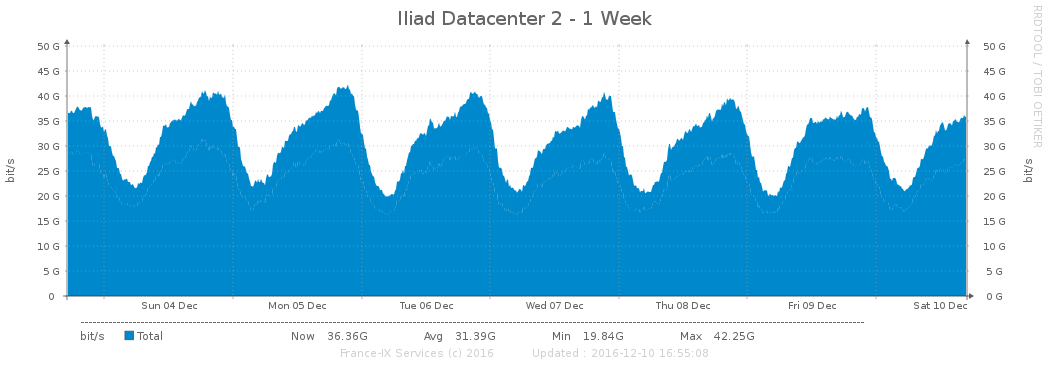 Iliad Datacenter 2 - 1 Week
RRDTOOL / TOBI OETIKER
bit/s
50 G 50 G
45 G 45 G
40 G 40 G
35 G 35 G
30 G 30 G
25 G 25 G
20 G 20 G
15 G 15 G
10 G 10 G
5 G 5 G
0 0 G
bit/s
Sun 04 Dec Mon 05 Dec Tue 06 Dec Wed 07 Dec Thu 08 Dec Fri 09 Dec Sat 10 Dec
bit/s Total Now 36.36G Avg 31.39G Min 19.84G Max 42.25G
France-IX Services (c) 2016 Updated : 2016-12-10 16:55:08